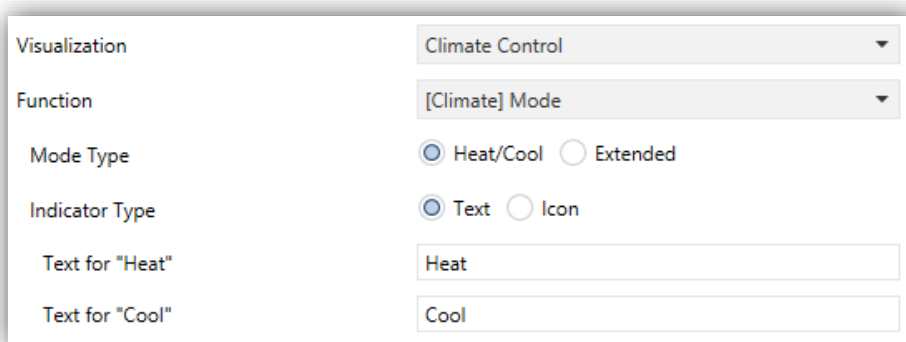 Visualization Climate Control
Function [Climate] Mode
Mode Type Heat/Cool Extended
Indicator Type Text Icon
Text for "Heat" Heat
Text for "Cool" Cool